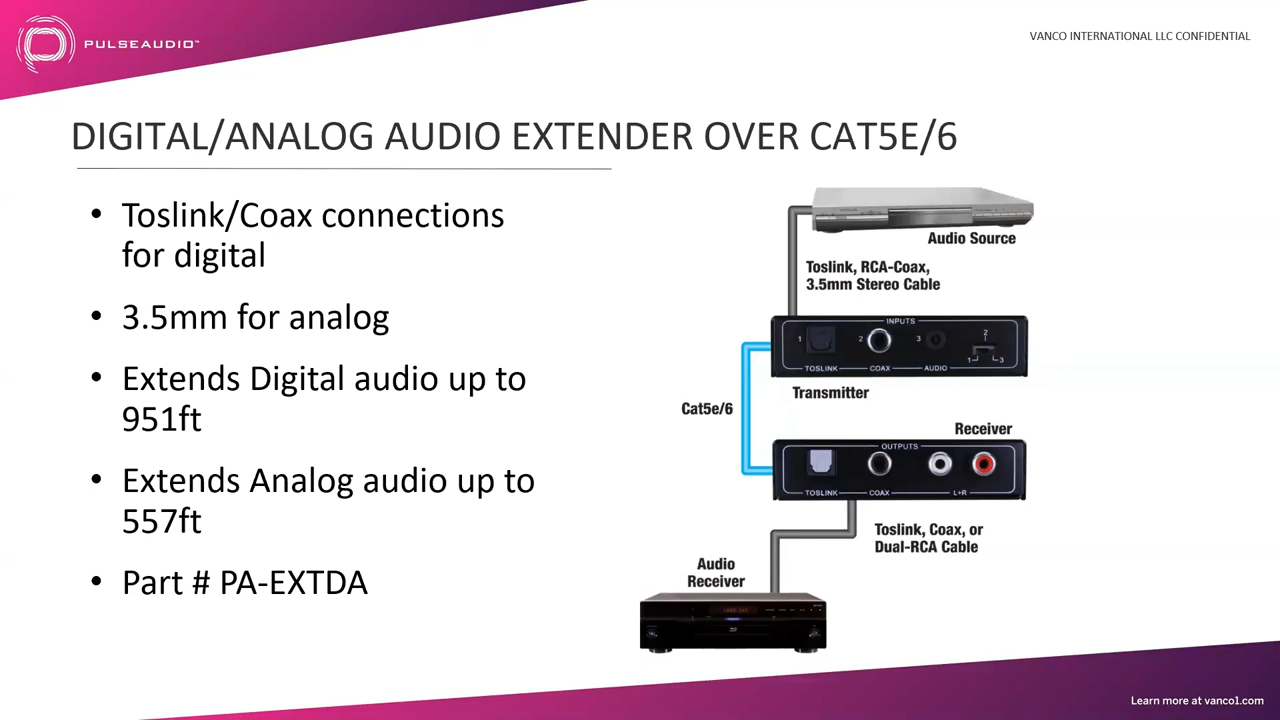 PULSEAUDIO™
VANCO INTERNATIONAL LLC CONFIDENTIAL
DIGITAL/ANALOG AUDIO EXTENDER OVER CAT5E/6
• Toslink/Coax connections
for digital
• 3.5mm for analog
• Extends Digital audio up to
951ft
• Extends Analog audio up to
557ft
• Part # PA-EXTDA
Audio Source
Toslink, RCA-Coax,
3.5mm Stereo Cable
INPUTS
1 2 3 2
1 3
TOSLINK COAX AUDIO
Transmitter
Cat5e/6
Receiver
OUTPUTS
TOSLINK COAX L+R
Toslink, Coax, or
Dual-RCA Cable
Audio
Receiver
Learn more at vanco1.com